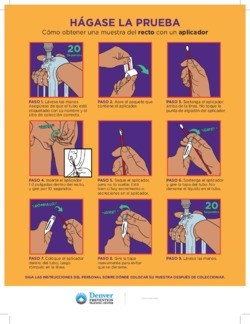 HÁGASE LA PRUEBA
Cómo obtener una muestra del recto con un aplicador
20
segundos
PASO 1. Lávese las manos.
Asegúrese de que el tubo esté
etiquetado con su nombre y el
sitio de colección correcto.
PASO 2. Abra el paquete que
contiene el aplicador.
PASO 3. Sostenga el aplicador
antes de la línea. No toque la
punta de algodón del aplicador.
PASO 4. Inserte el aplicador
1-2 pulgadas dentro del recto,
y gire por 10 segundos.
PASO 5. Saque el aplicador,
pero no lo suelte. Está
bien si hay excremento
en el aplicador.
PASO 6. Sostenga el aplicador
y gire la tapa del tubo. No
derrame el líquido en el tubo.
PASO 7. Coloque el aplicador
dentro del tubo, luego
rómpalo en la línea.
PASO 8. Gire la tapa
nuevamente para evitar
que se derrame.
20
segundos
PASO 9. Lávese las manos.
SIGA LAS INSTRUCCIONES DEL PERSONAL SOBRE DÓNDE COLOCAR SU MUESTRA DESPUÉS DE COLECCIONAR.
Denver
PREVENTION
TRAINING CENTER